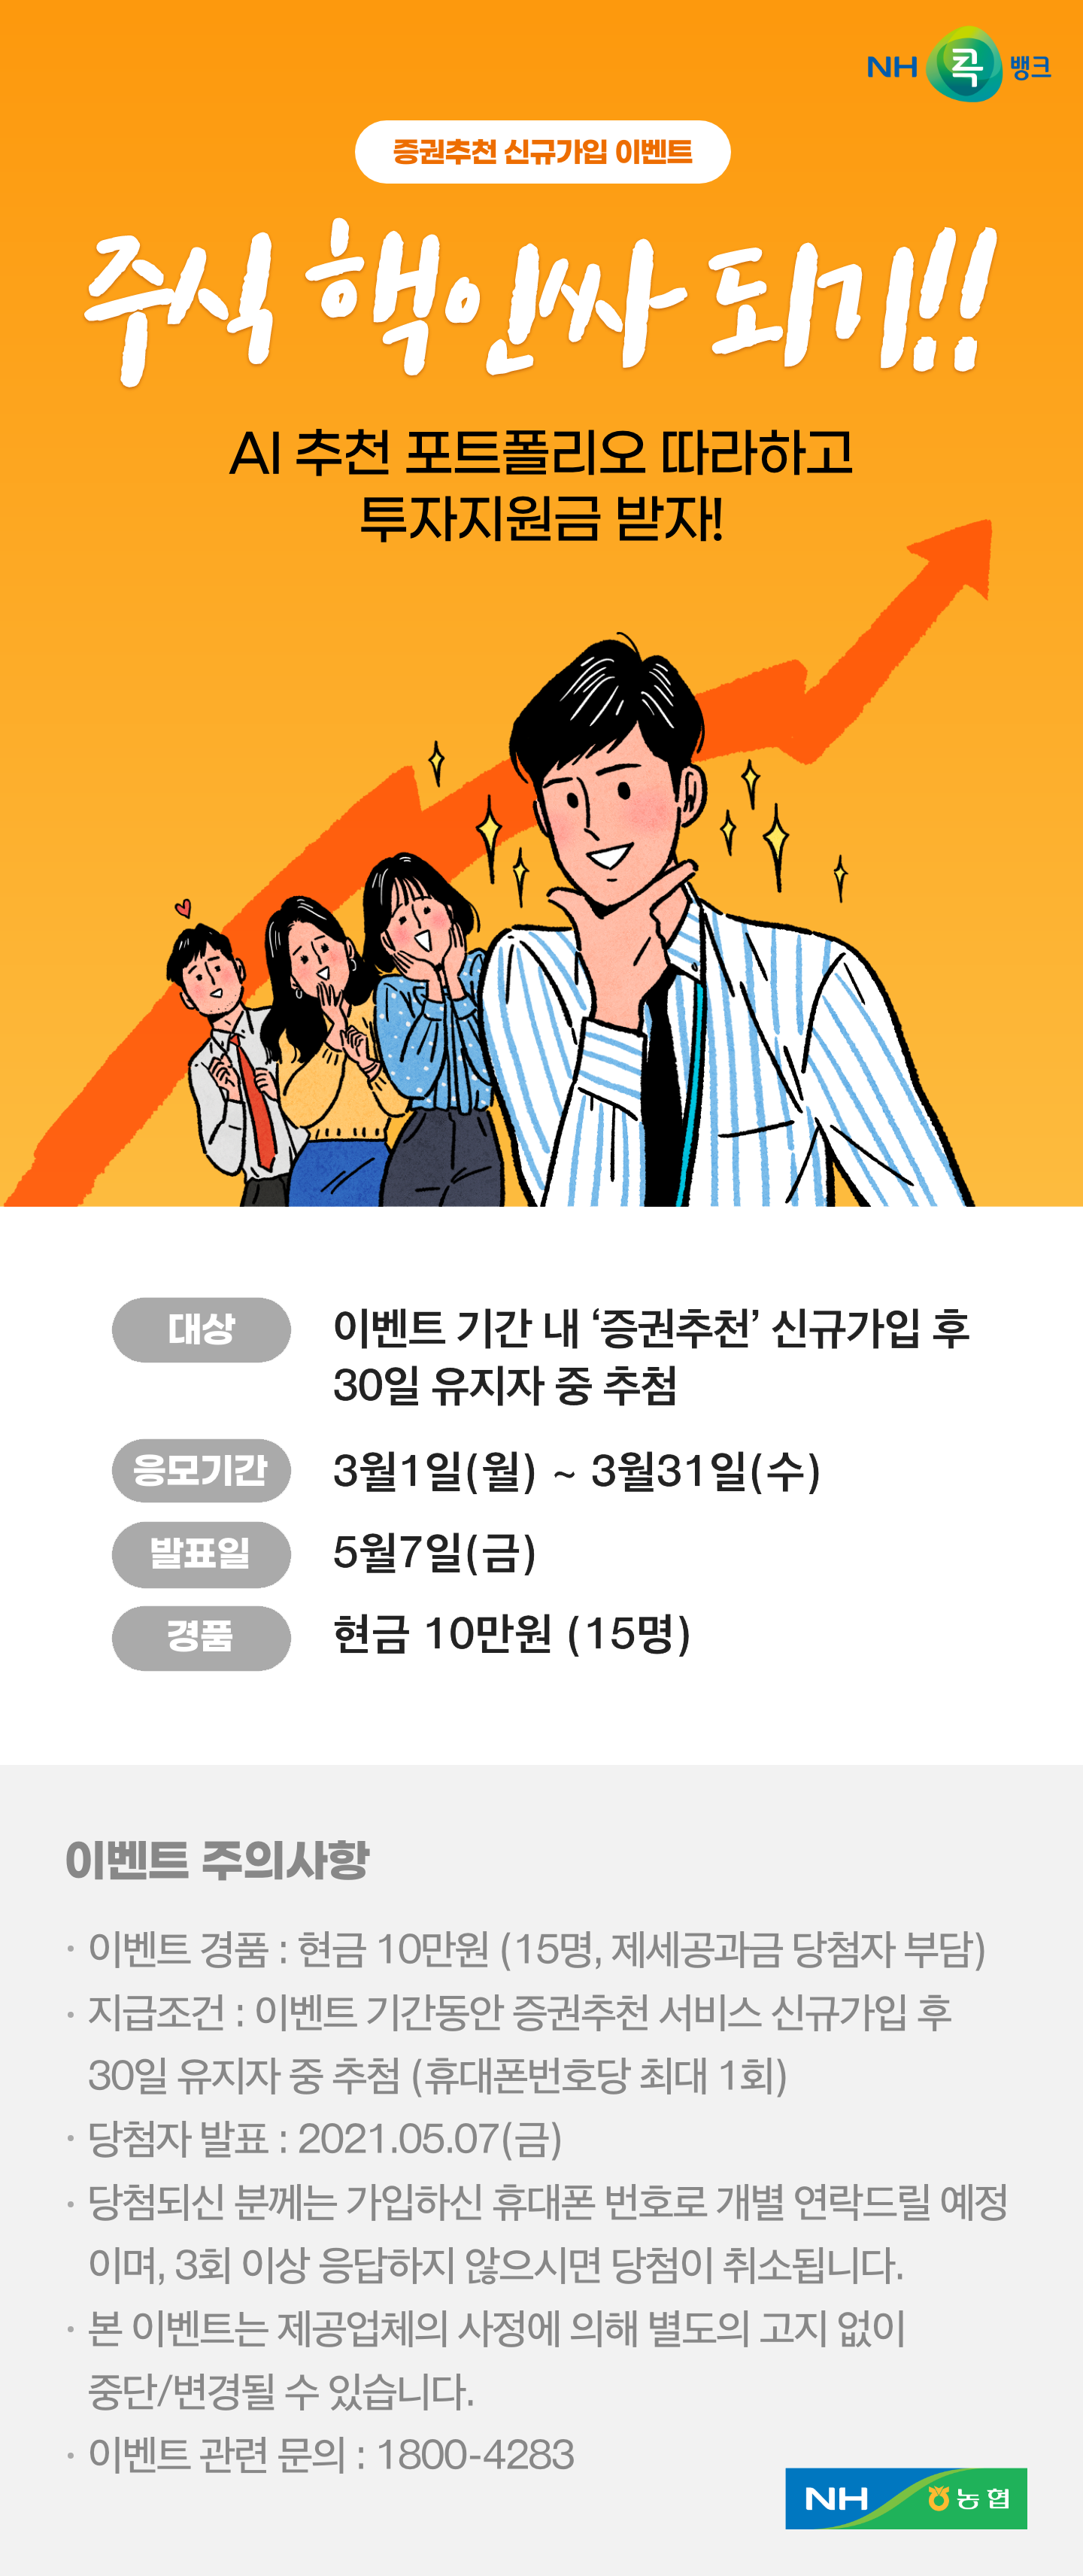 NH 콕 뱅크
증권추천 신규가입 이벤트
주식 핵인싸 되기!!
AI 추천 포트폴리오 따라하고
투자지원금 받자!
대상 이벤트 기간 내 ‘증권추천’ 신규가입 후
30일 유지자 중 추첨
응모기간 3월1일(월) ~ 3월31일(수)
발표일 5월7일(금)
경품 현금 10만원 (15명)
이벤트 주의사항
· 이벤트 경품 : 현금 10만원 (15명, 제세공과금 당첨자 부담)
· 지급조건 : 이벤트 기간동안 증권추천 서비스 신규가입 후
30일 유지자 중 추첨 (휴대폰번호당 최대 1회)
· 당첨자 발표 : 2021.05.07(금)
· 당첨되신 분께는 가입하신 휴대폰 번호로 개별 연락드릴 예정
이며, 3회 이상 응답하지 않으시면 당첨이 취소됩니다.
· 본 이벤트는 제공업체의 사정에 의해 별도의 고지 없이
중단/변경될 수 있습니다.
· 이벤트 관련 문의 : 1800-4283
NH 농협